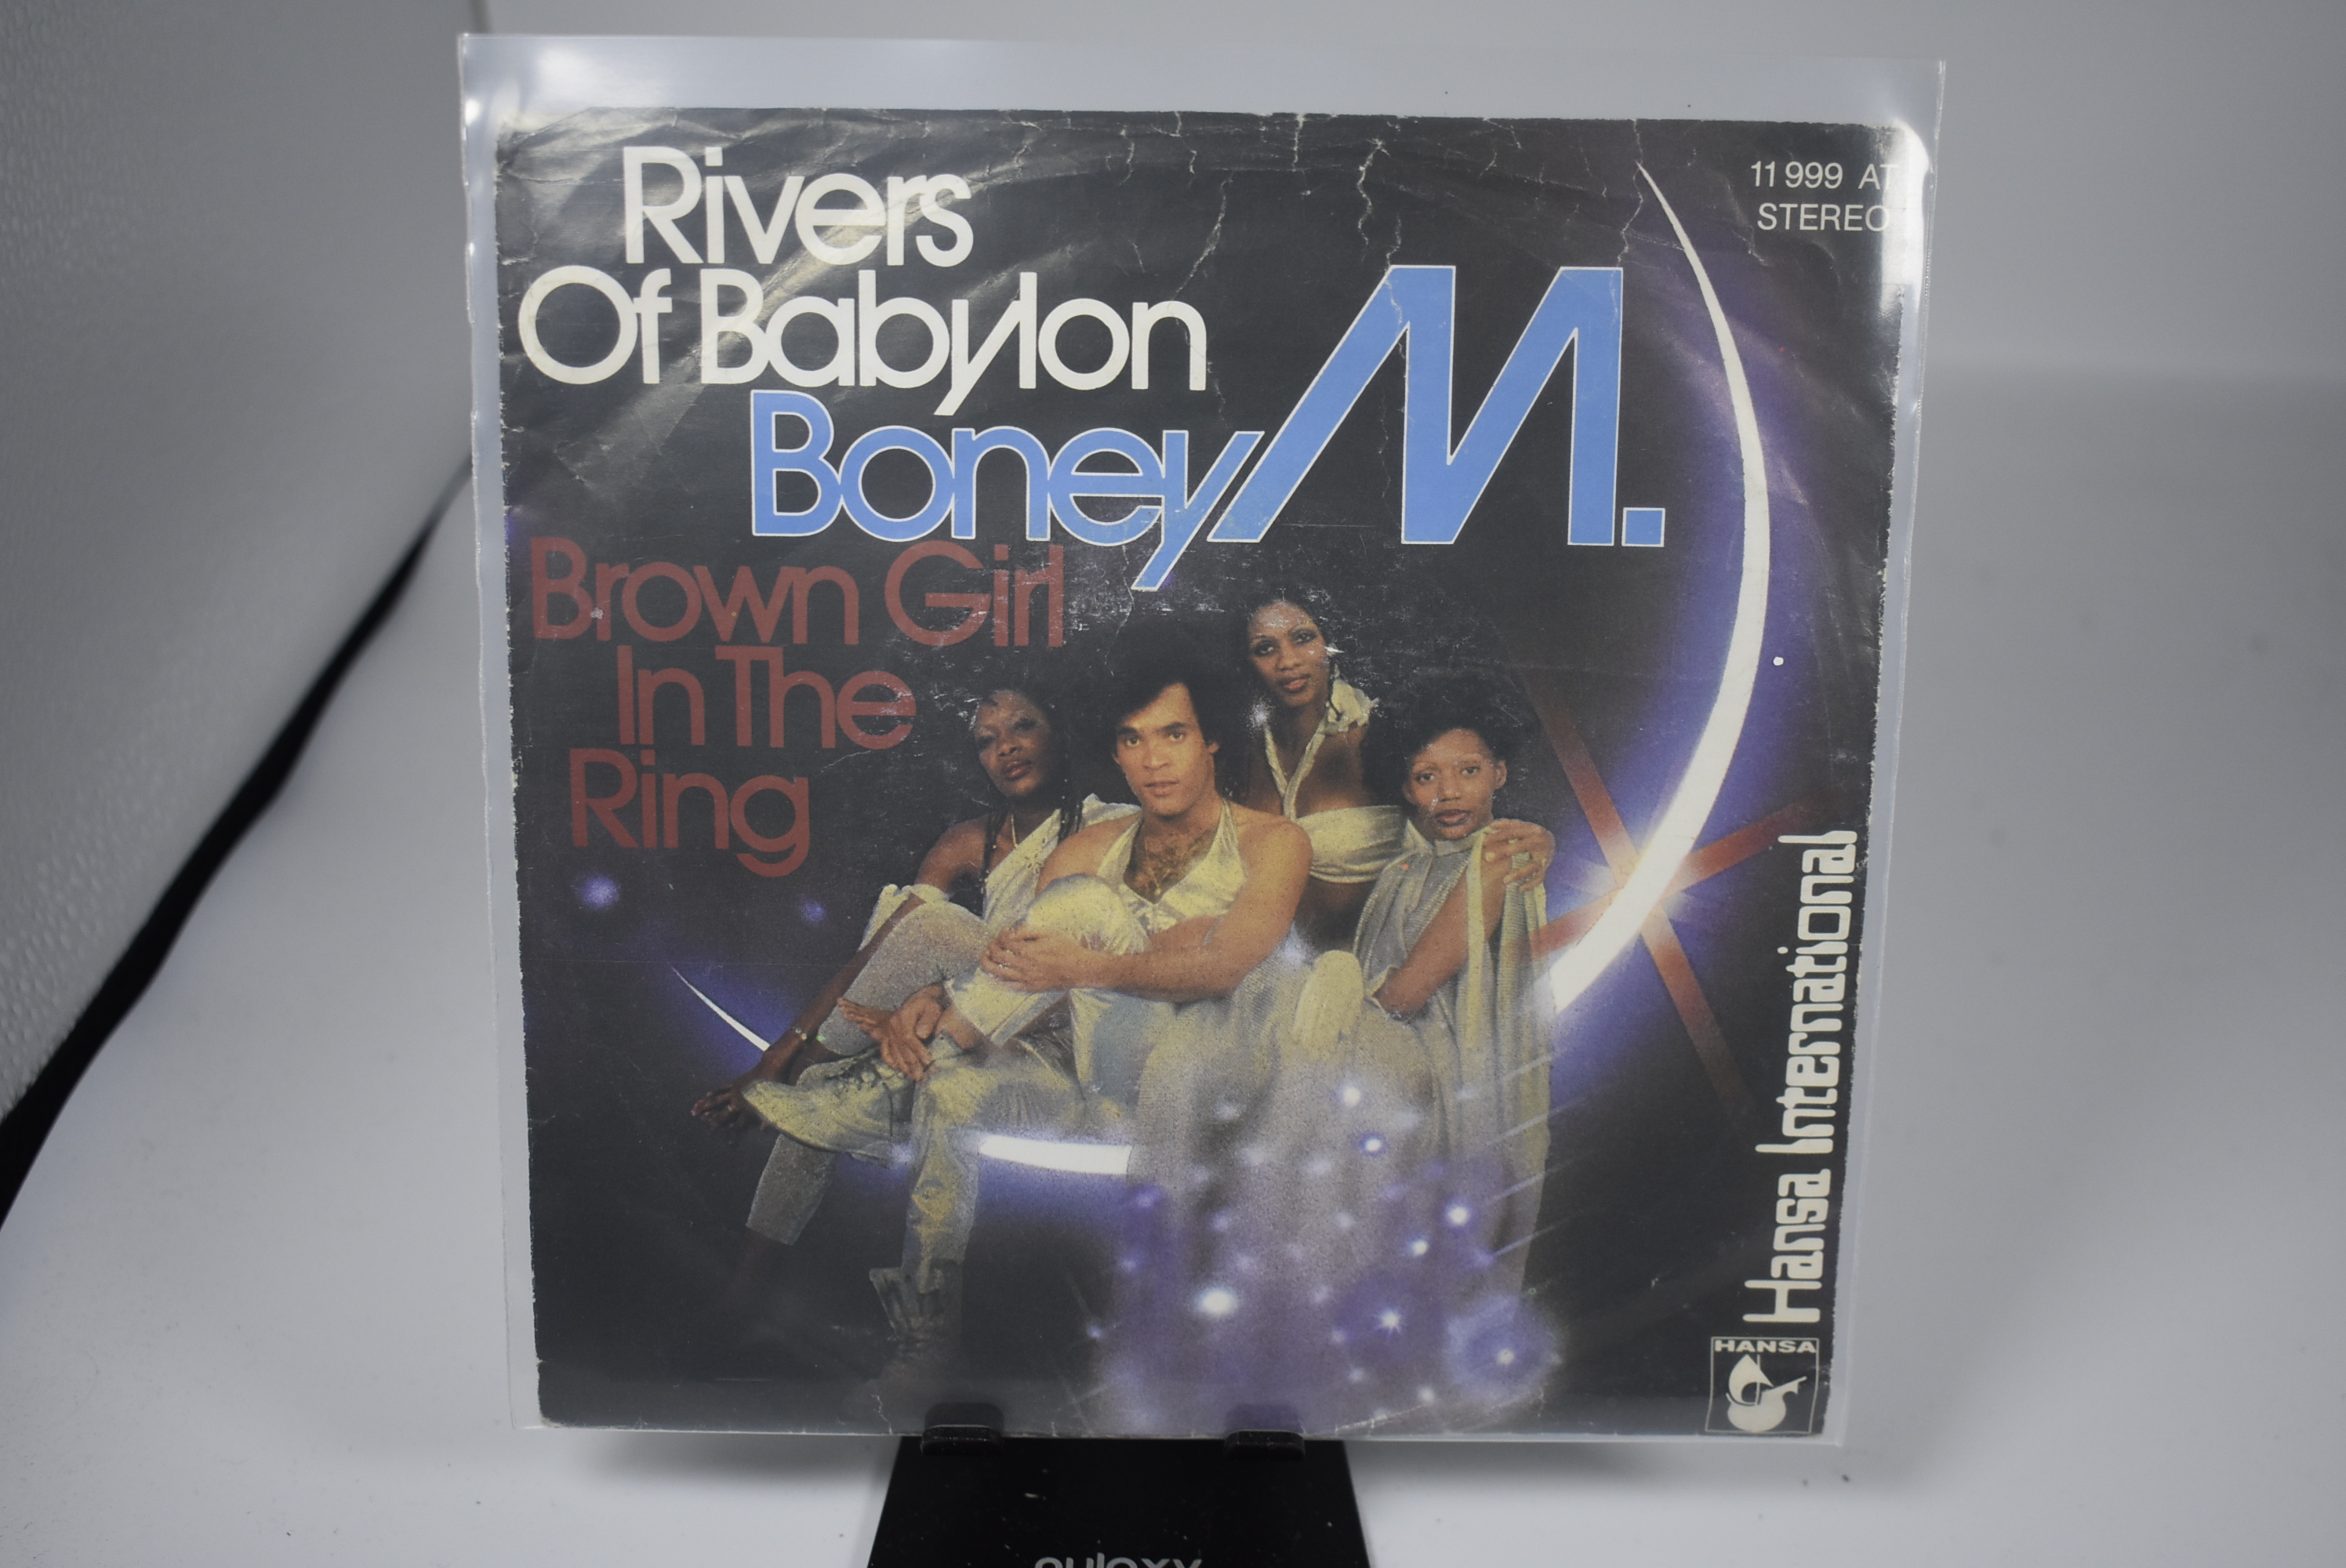 Rivers
Of Babylon
Boney M.
Brown Girl
In The
Ring
11 999 AT
STEREO
Hansa International
HANSA